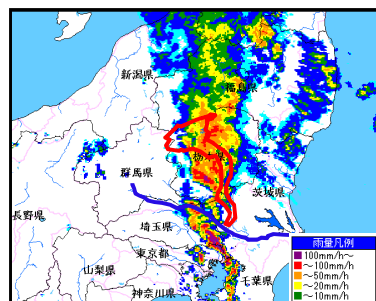 新潟県
福島県
栃木県
群馬県
茨城県
長野県
埼玉県
東京都
山梨県
千葉県
神奈川県
雨量凡例
100mm/h～
～100mm/h
～50mm/h
～20mm/h
～10mm/h